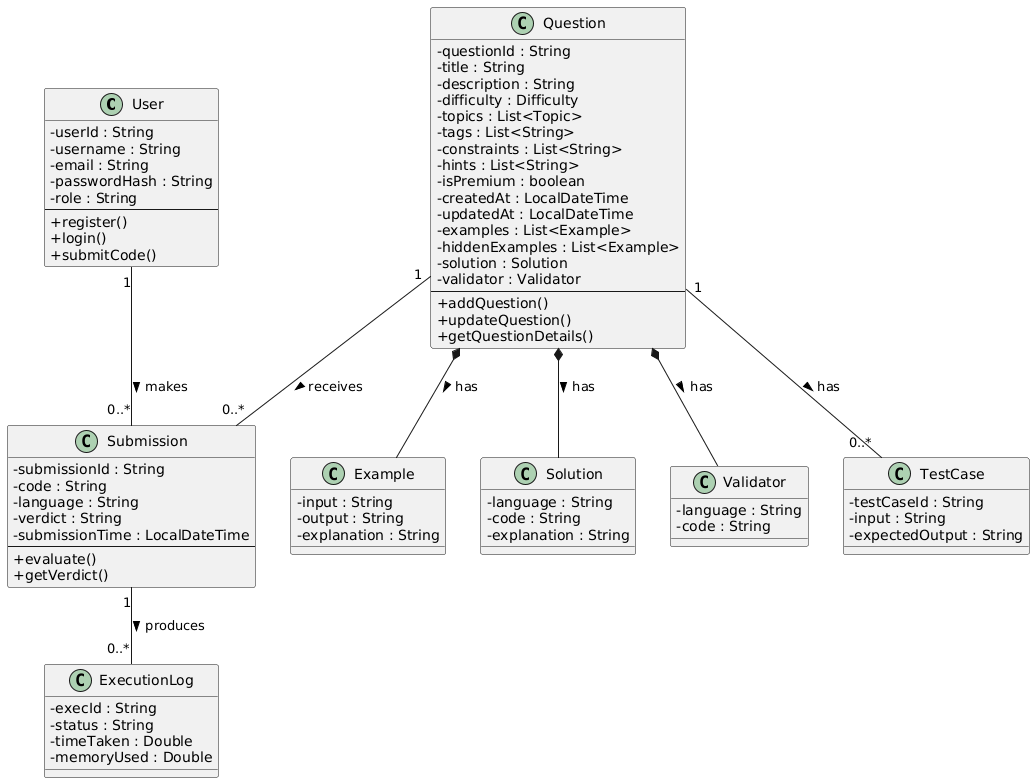 C Question
-questionId : String
-title : String
-description : String
-difficulty : Difficulty
-topics : List<Topic>
-tags : List<String>
-constraints : List<String>
-hints : List<String>
-isPremium : boolean
-createdAt : LocalDateTime
-updatedAt : LocalDateTime
-examples : List<Example>
-hiddenExamples : List<Example>
-solution : Solution
-validator : Validator
+addQuestion()
+updateQuestion()
+getQuestionDetails()
C User
-userId : String
-username : String
-email : String
-passwordHash : String
-role : String
+register()
+login()
+submitCode()
1
1
1
makes
receives
has
has
has
has
0..*
0..*
0..*
C Submission
-submissionId : String
-code : String
-language : String
-verdict : String
-submissionTime : LocalDateTime
+evaluate()
+getVerdict()
C Example
-input : String
-output : String
-explanation : String
C Solution
-language : String
-code : String
-explanation : String
C Validator
-language : String
-code : String
C TestCase
-testCaseId : String
-input : String
-expectedOutput : String
1
produces
0..*
C ExecutionLog
-execId : String
-status : String
-timeTaken : Double
-memoryUsed : Double